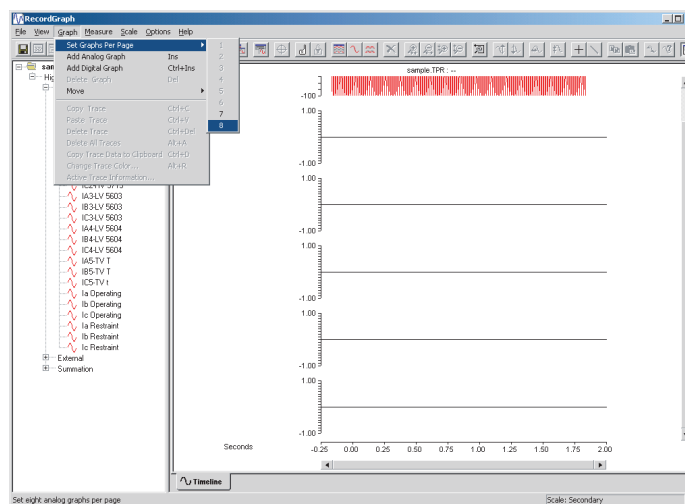 RecordGraph
File View Graph Measure Scale Options Help
Set Graphs Per Page
Add Analog Graph Ins
Add Digital Graph Ctrl+Ins
Delete Graph Del
Move
Copy Trace Ctrl+C
Paste Trace Ctrl+V
Delete Trace Ctrl+Del
Delete All Traces Alt+A
Copy Trace Data to Clipboard Ctrl+D
Change Trace Color... Alt+R
Active Trace Information...
1
2
3
4
5
6
7
8
IC2-HV 5713
IA3-LV 5603
IB3-LV 5603
IC3-LV 5603
IA4-LV 5604
IB4-LV 5604
IC4-LV 5604
IA5-TV T
IB5-TV T
IC5-TV t
Ia Operating
Ib Operating
Ic Operating
Ia Restraint
Ib Restraint
Ic Restraint
External
Summation
sample.TPR : --
-100
1.00
-1.00
1.00
-1.00
1.00
-1.00
1.00
-1.00
1.00
-1.00
Seconds
-0.25 0.00 0.25 0.50 0.75 1.00 1.25 1.50 1.75 2.00
Timeline
Set eight analog graphs per page
Scale: Secondary